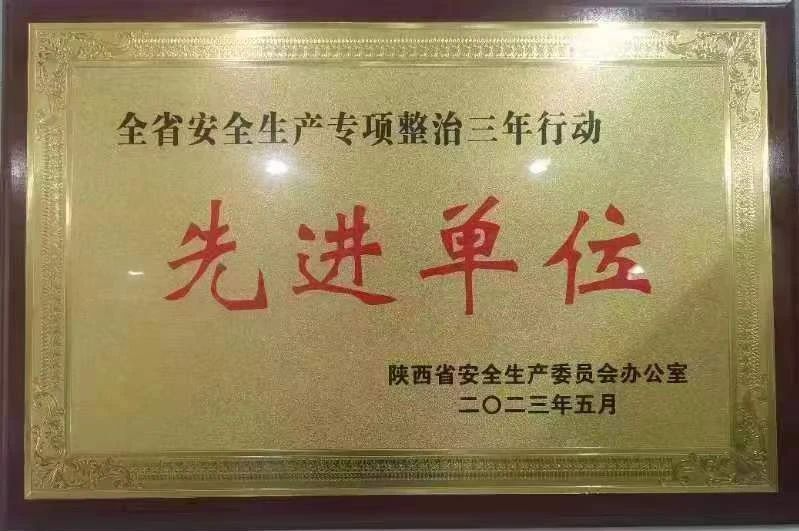 全省安全生产专项整治三年行动
先进单位
陕西省安全生产委员会办公室
二〇二三年五月